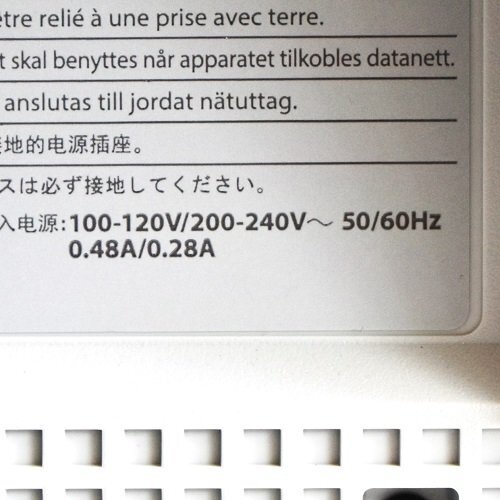 être relié à une prise avec terre.
skal benyttes når apparatet tilkobles datanett.
anslutas till jordat nätuttag.
接地的电源插座。
スは必ず接地してください。
入电源:100-120V/200-240V～ 50/60Hz
0.48A/0.28A